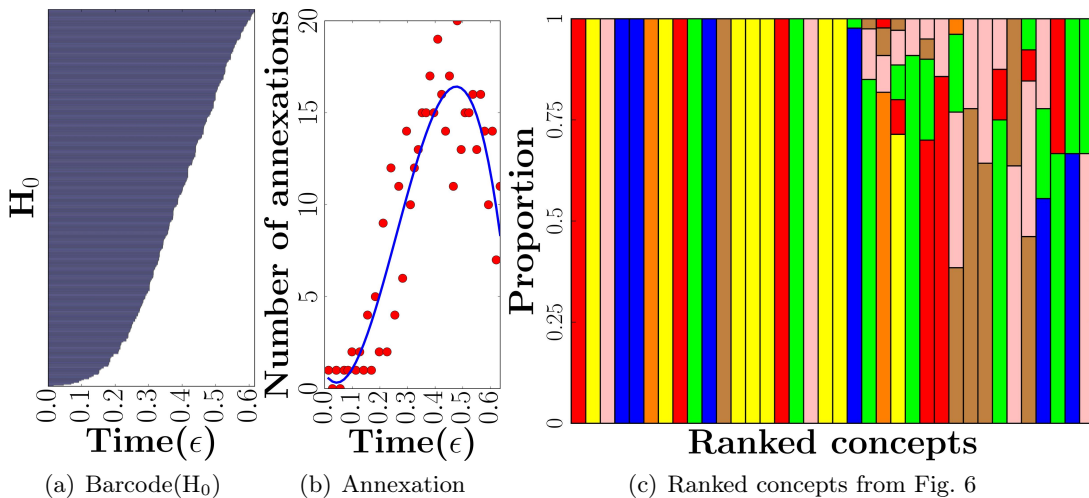 H₀
0.0 0.1 0.2 0.3 0.4 0.5 0.6
Time(ϵ)
(a) Barcode(H₀)
Number of annexations
20
15
10
5
0
0.0 0.1 0.2 0.3 0.4 0.5 0.6
Time(ϵ)
(b) Annexation
Proportion
1
0.75
0.5
0.25
0
Ranked concepts
(c) Ranked concepts from Fig. 6